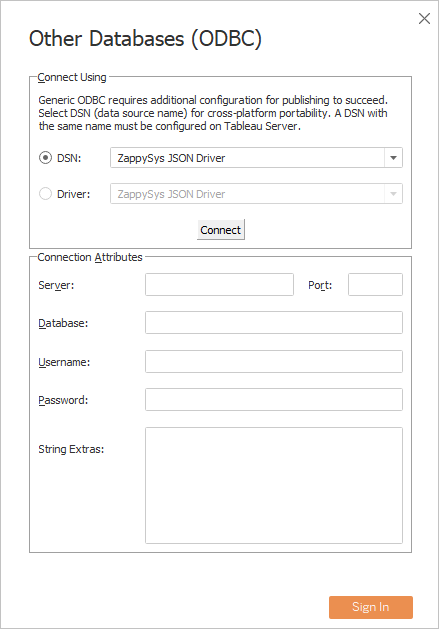 Other Databases (ODBC)
Connect Using
Generic ODBC requires additional configuration for publishing to succeed.
Select DSN (data source name) for cross-platform portability. A DSN with
the same name must be configured on Tableau Server.
DSN: ZappySys JSON Driver
Driver: ZappySys JSON Driver
Connect
Connection Attributes
Server: Port:
Database:
Username:
Password:
String Extras:
Sign In